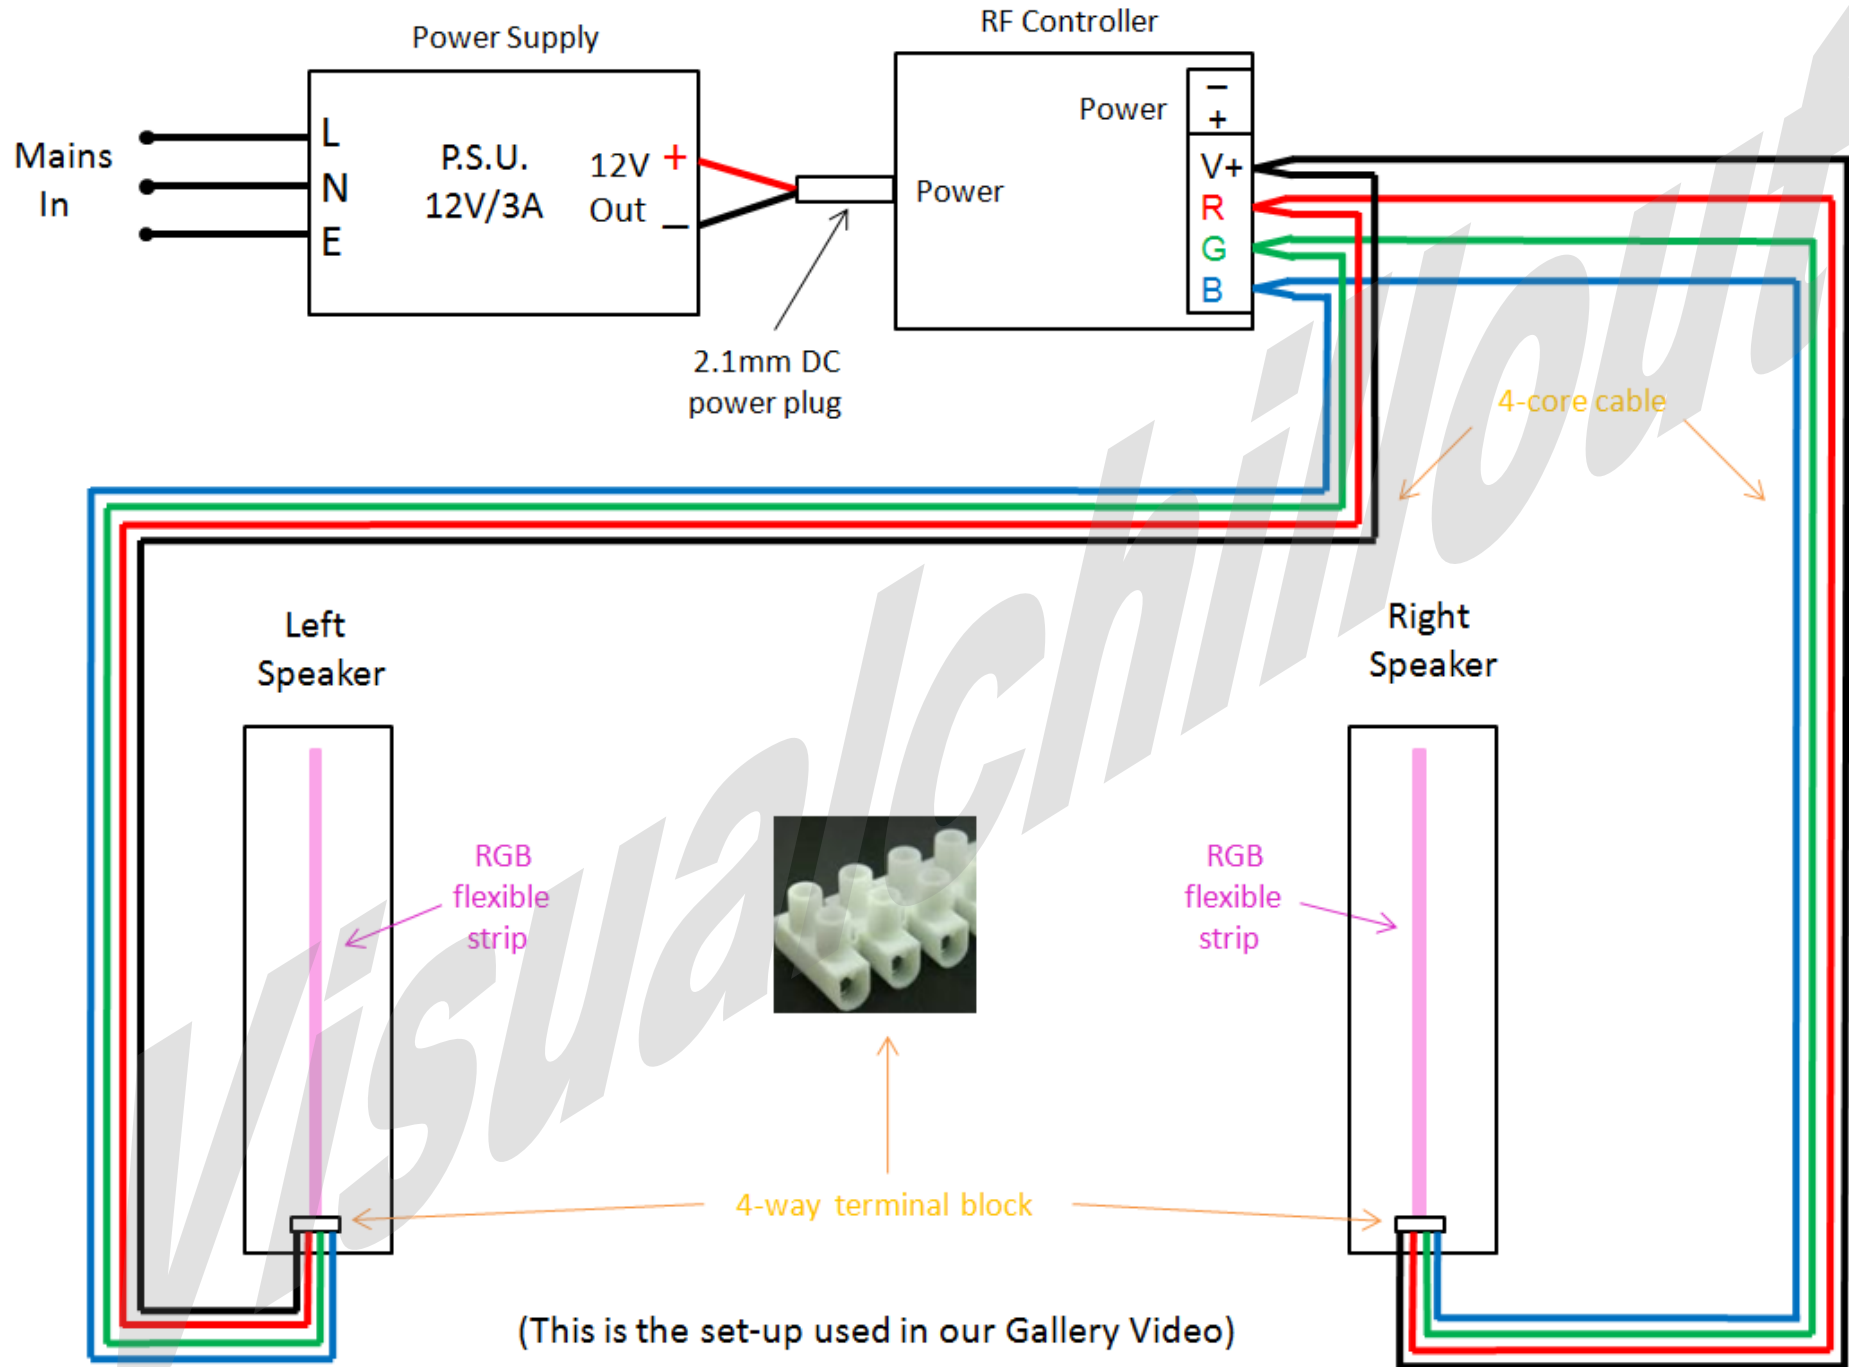 Power Supply
RF Controller
Mains
In
L
N
E
P.S.U.
12V/3A
12V +
Out −
Power
Power
−
+
V+
R
G
B
2.1mm DC
power plug
4-core cable
Left
Speaker
Right
Speaker
RGB
flexible
strip
RGB
flexible
strip
4-way terminal block
(This is the set-up used in our Gallery Video)
Visualchillout